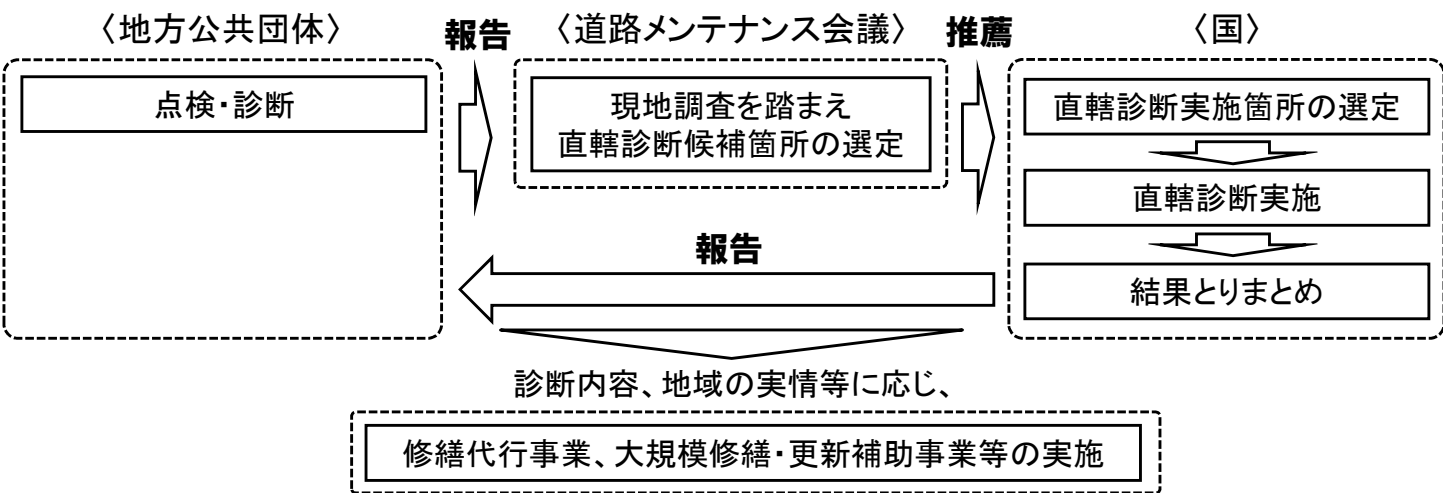 〈地方公共団体〉
報告
〈道路メンテナンス会議〉
推薦
〈国〉
点検・診断
現地調査を踏まえ
直轄診断候補箇所の選定
直轄診断実施箇所の選定
直轄診断実施
結果とりまとめ
報告
診断内容、地域の実情等に応じ、
修繕代行事業、大規模修繕・更新補助事業等の実施